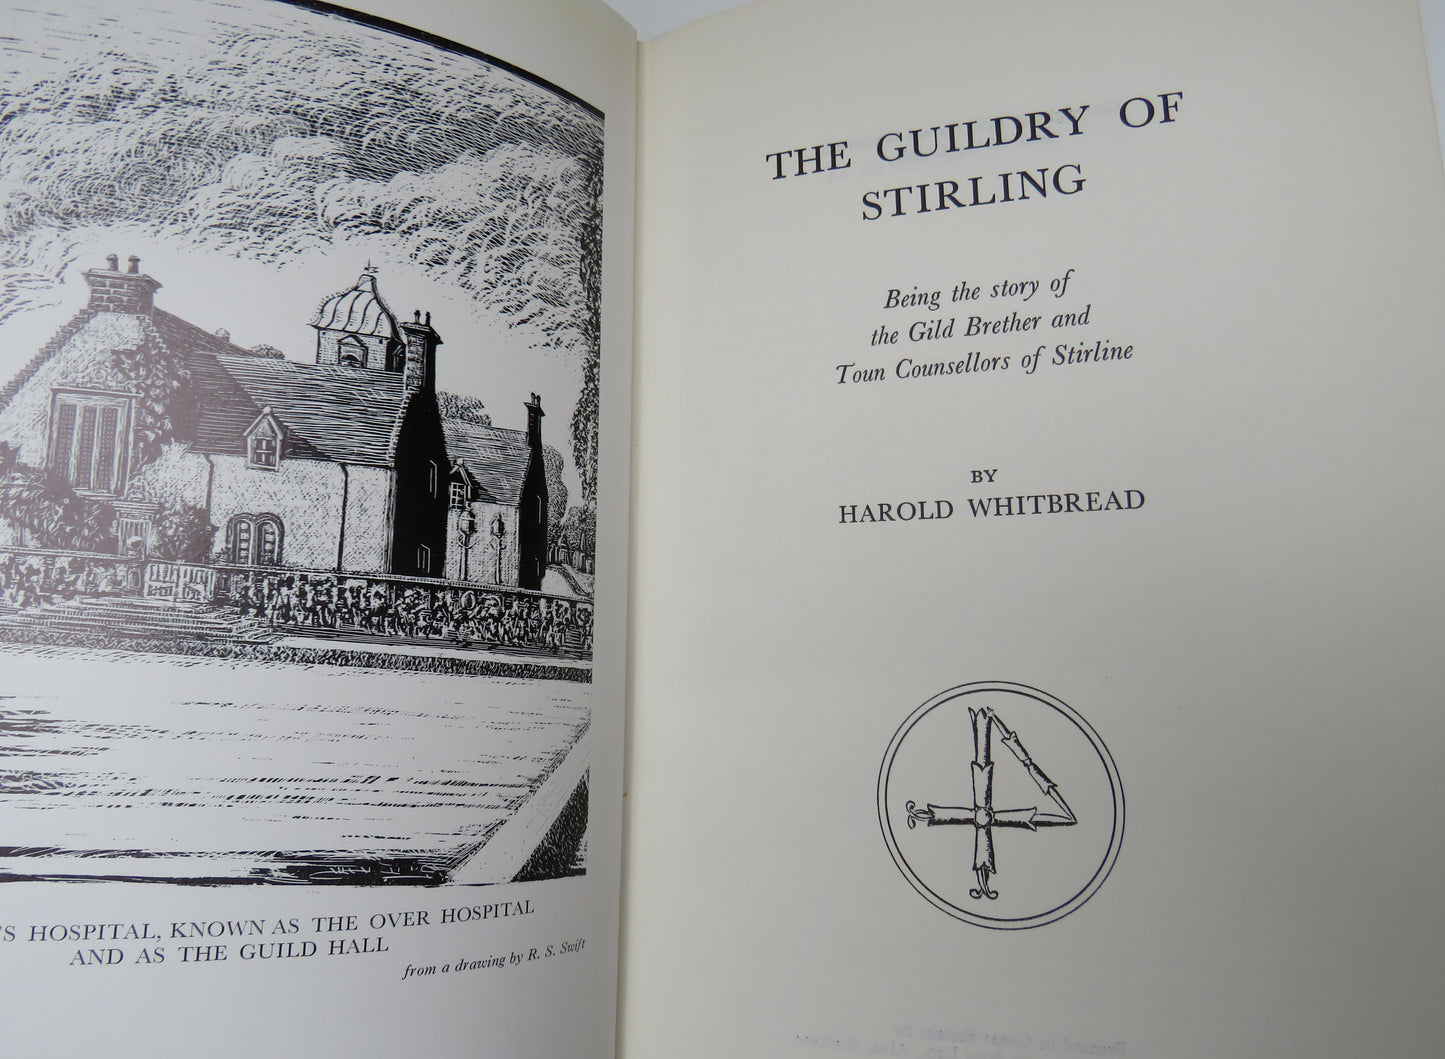 'S HOSPITAL, KNOWN AS THE OVER HOSPITAL
AND AS THE GUILD HALL
from a drawing by R. S. Swift
THE GUILDRY OF
STIRLING
Being the story of
the Gild Brether and
Toun Counsellors of Stirline
BY
HAROLD WHITBREAD